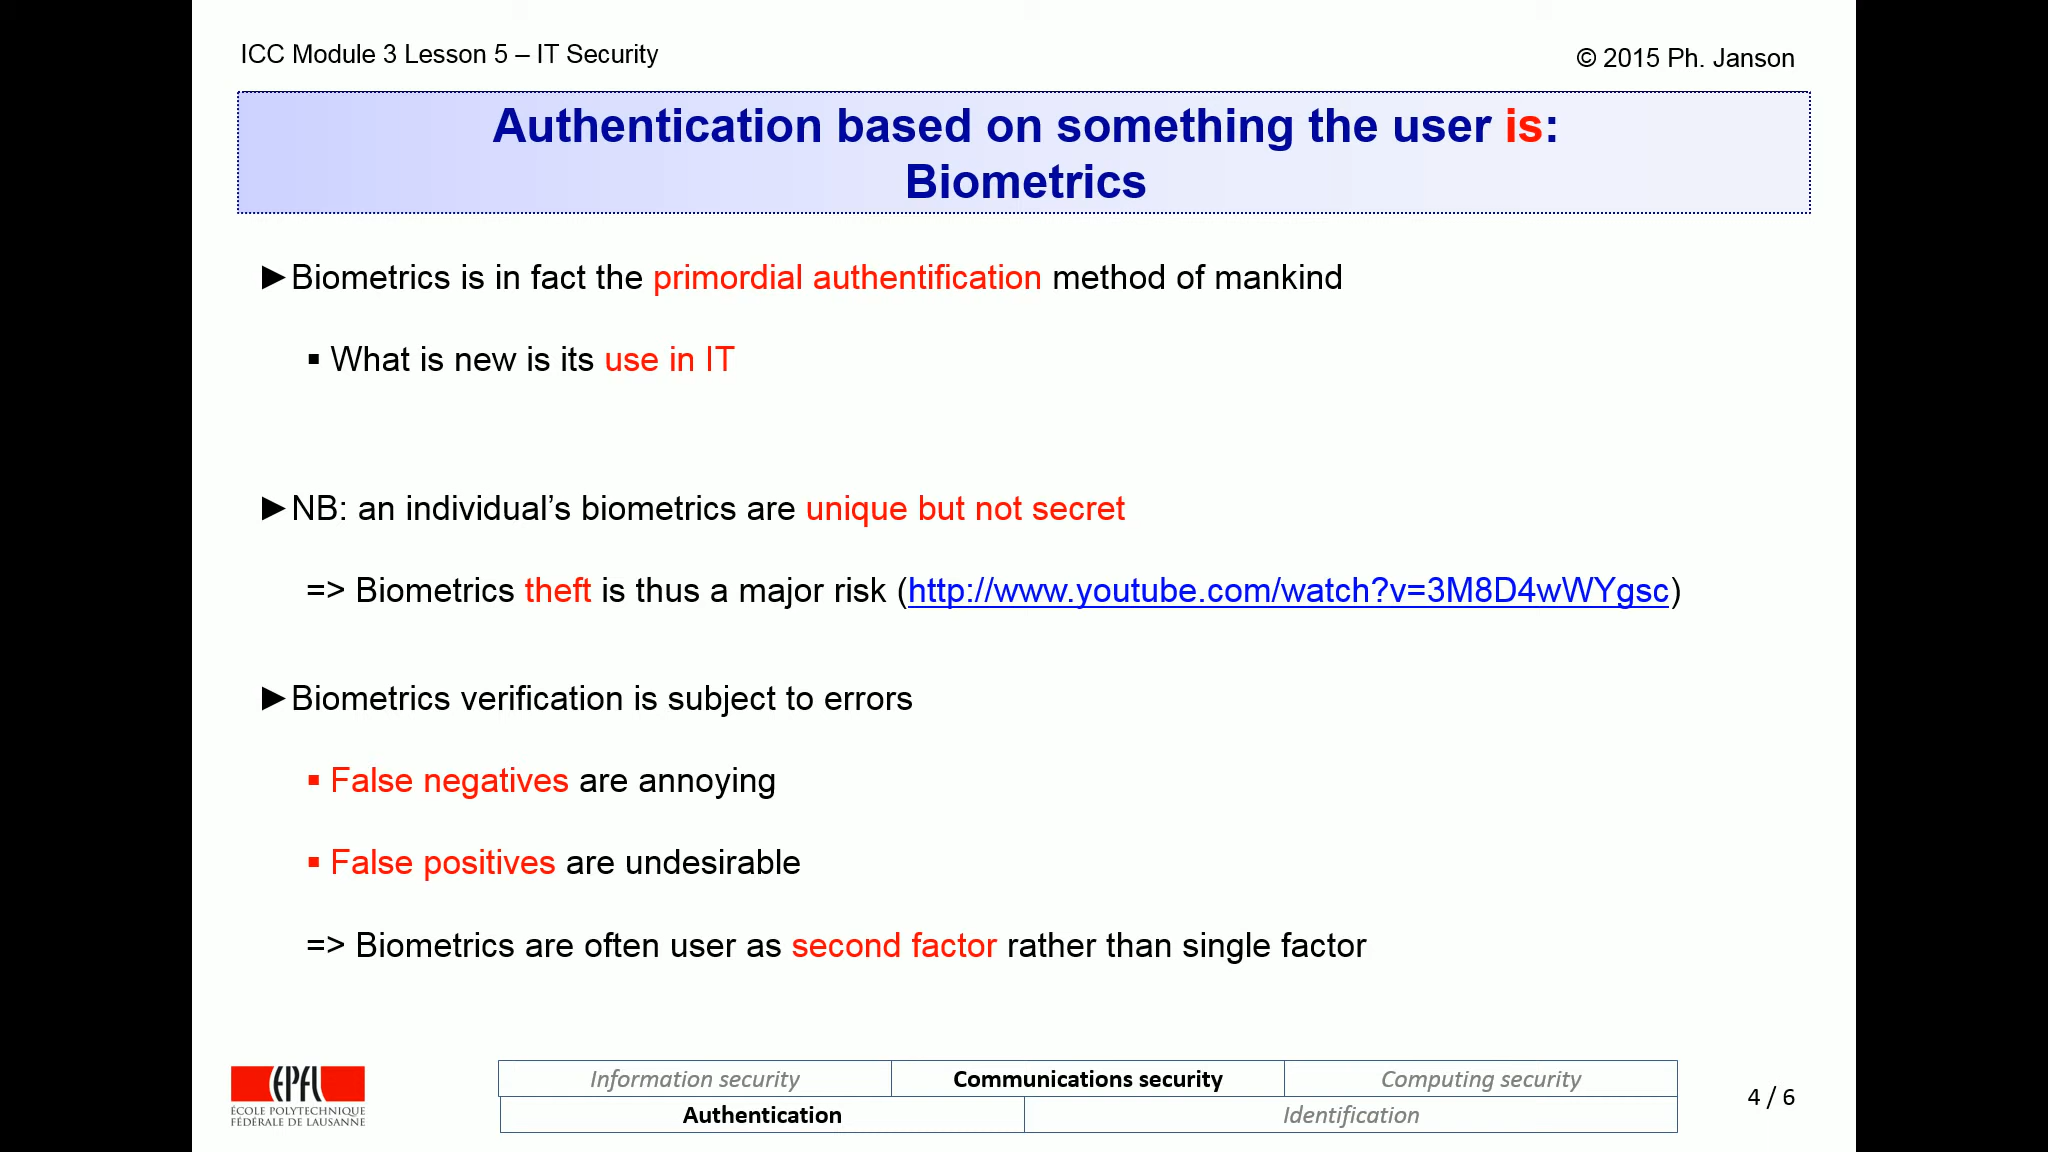 ICC Module 3 Lesson 5 – IT Security
© 2015 Ph. Janson
Authentication based on something the user is:
Biometrics
►Biometrics is in fact the primordial authentification method of mankind
▪ What is new is its use in IT
►NB: an individual’s biometrics are unique but not secret
=> Biometrics theft is thus a major risk (http://www.youtube.com/watch?v=3M8D4wWYgsc)
►Biometrics verification is subject to errors
▪ False negatives are annoying
▪ False positives are undesirable
=> Biometrics are often user as second factor rather than single factor
EPFL
ÉCOLE POLYTECHNIQUE
FÉDÉRALE DE LAUSANNE
Information security Communications security Computing security
Authentication Identification
4 / 6